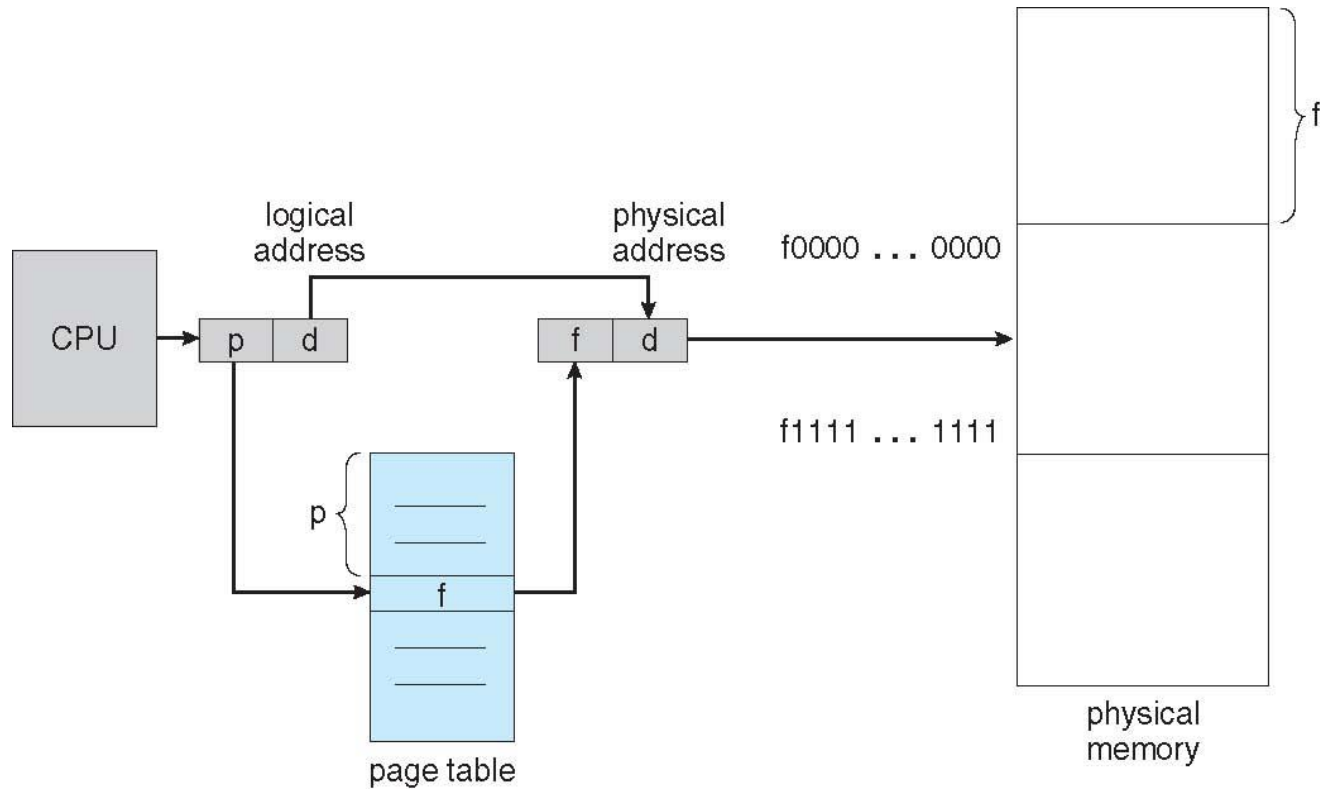 f
logical
address
physical
address
f0000 ... 0000
CPU
p
d
f
d
f1111 ... 1111
p
f
page table
physical
memory